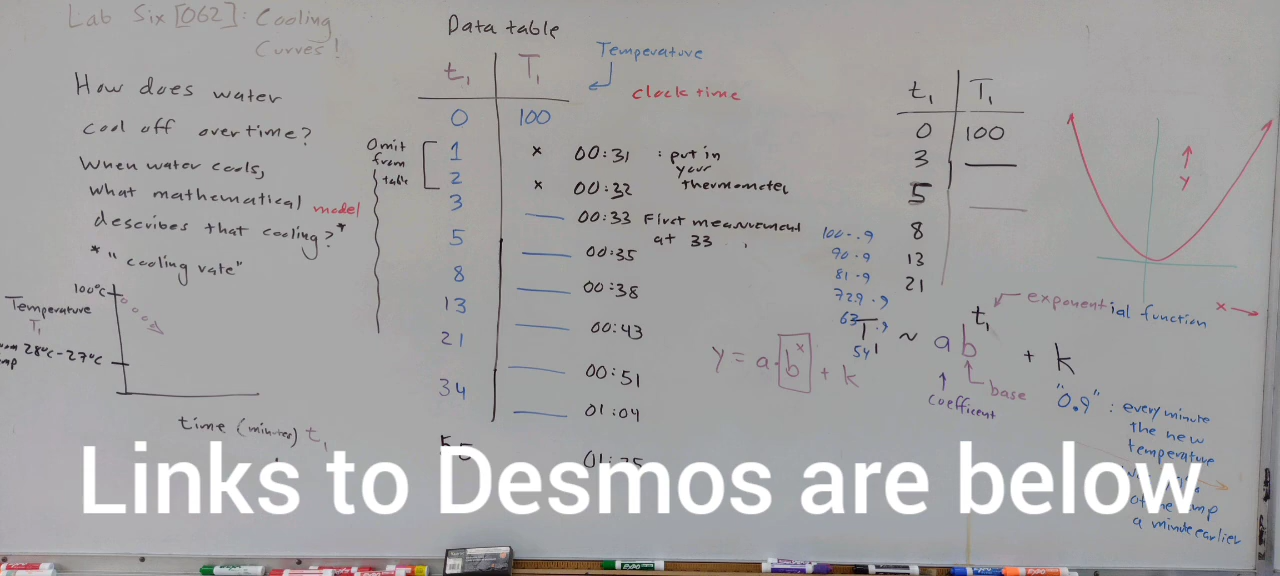 Lab Six [062]: Cooling
Curves!
How does water
cool off over time?
When water cools,
what mathematical model
describes that cooling?*
* "cooling rate"
100°C
Temperature
T₁
28°C-27°C
time (minutes) t₁
Data table
t₁ T₁
Temperature
clock time
0 100
Omit
from
table
1 x 00:31 : put in
your
thermometer
2 x 00:32
3 00:33 First measurement
at 33
5 00:35
8 00:38
13 00:43
21 00:51
34 01:04
t₁ T₁
0 100
3
5
8
13
21
y
x
100-.9
90.9
81.9
72.9.9
T₁ ~ a b t₁ + k
exponential function
base
coefficent
y = a·bˣ + k
"0.9" : every minute
the new
temperature
a minute earlier
Links to Desmos are below